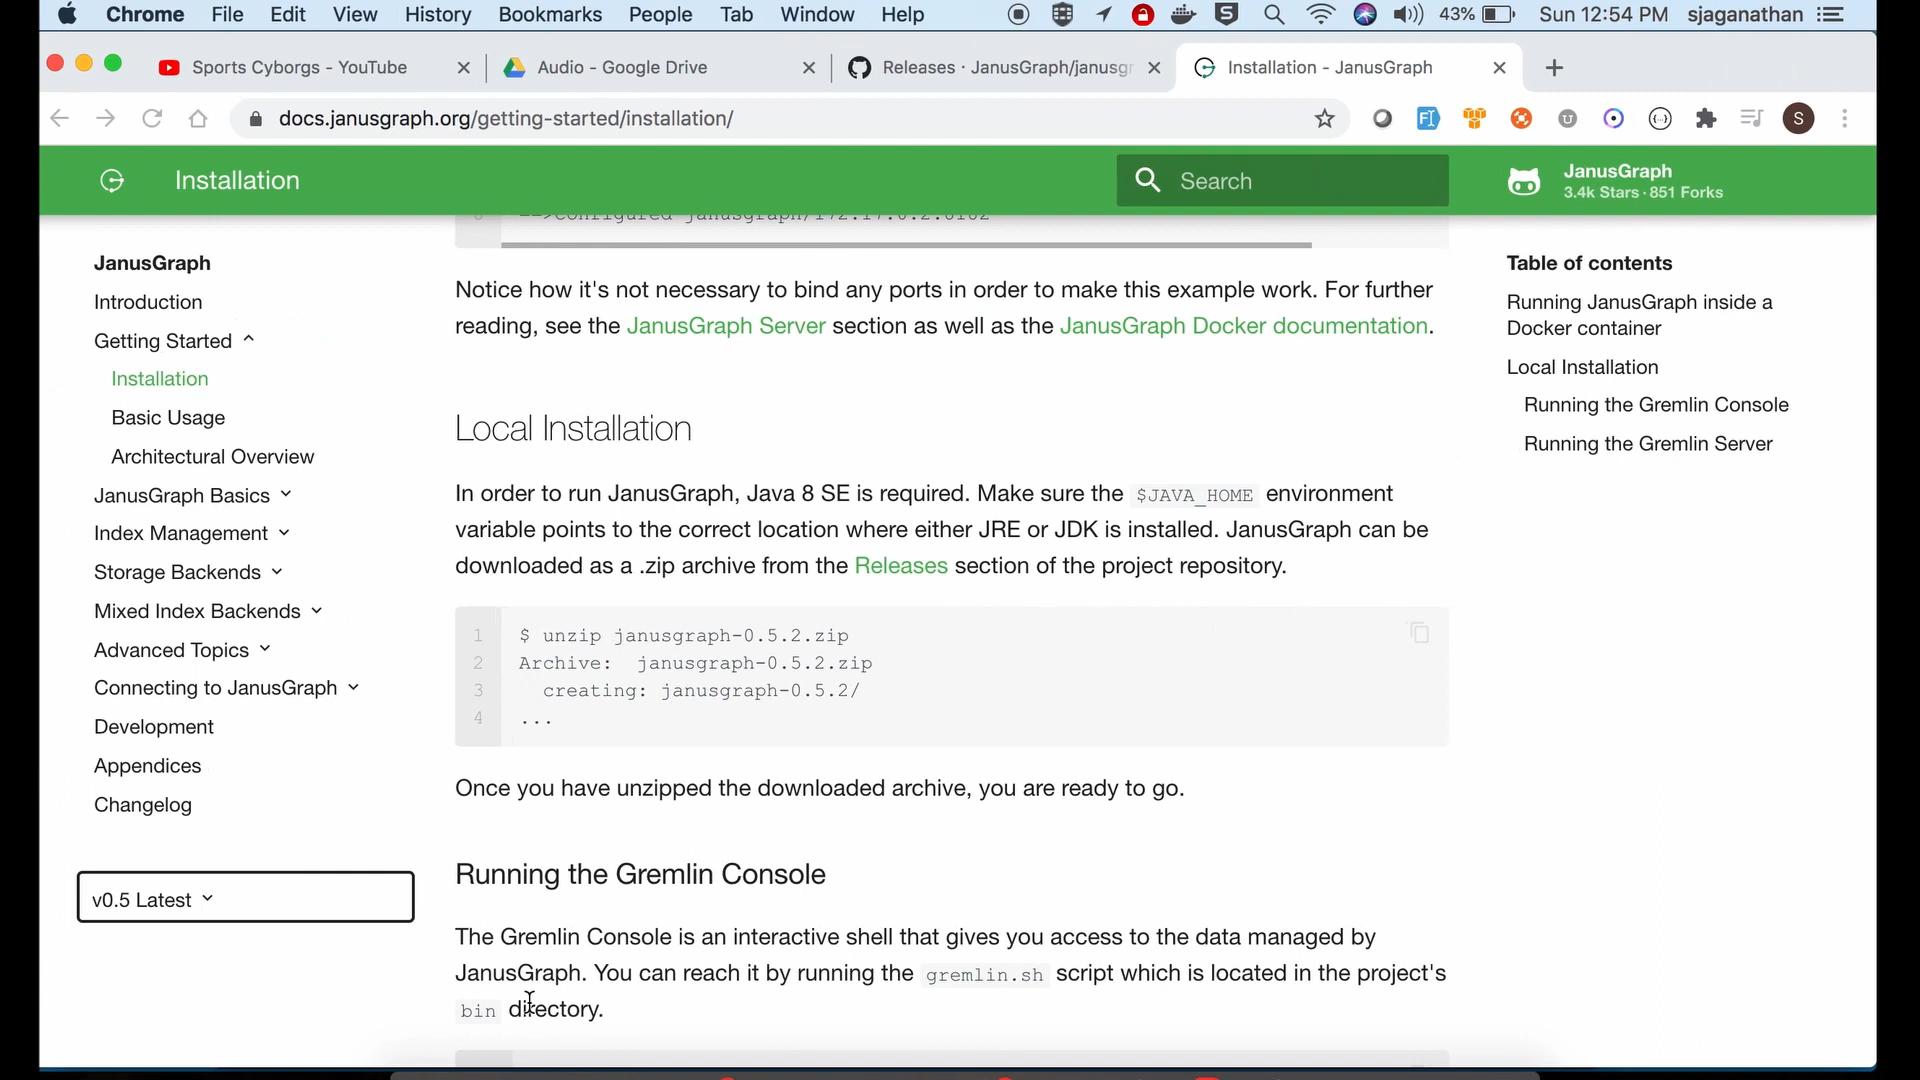 Chrome File Edit View History Bookmarks People Tab Window Help 43% Sun 12:54 PM sjaganathan
Sports Cyborgs - YouTube Audio - Google Drive Releases · JanusGraph/janusgr Installation - JanusGraph
docs.janusgraph.org/getting-started/installation/ S
Installation
Search
JanusGraph
3.4k Stars · 851 Forks
JanusGraph
Introduction
Getting Started
Installation
Basic Usage
Architectural Overview
JanusGraph Basics
Index Management
Storage Backends
Mixed Index Backends
Advanced Topics
Connecting to JanusGraph
Development
Appendices
Changelog
v0.5 Latest
Notice how it's not necessary to bind any ports in order to make this example work. For further
reading, see the JanusGraph Server section as well as the JanusGraph Docker documentation.
Local Installation
In order to run JanusGraph, Java 8 SE is required. Make sure the $JAVA_HOME environment
variable points to the correct location where either JRE or JDK is installed. JanusGraph can be
downloaded as a .zip archive from the Releases section of the project repository.
1 $ unzip janusgraph-0.5.2.zip
2 Archive:  janusgraph-0.5.2.zip
3   creating: janusgraph-0.5.2/
4 ...
Once you have unzipped the downloaded archive, you are ready to go.
Running the Gremlin Console
The Gremlin Console is an interactive shell that gives you access to the data managed by
JanusGraph. You can reach it by running the gremlin.sh script which is located in the project's
bin directory.
Table of contents
Running JanusGraph inside a
Docker container
Local Installation
Running the Gremlin Console
Running the Gremlin Server